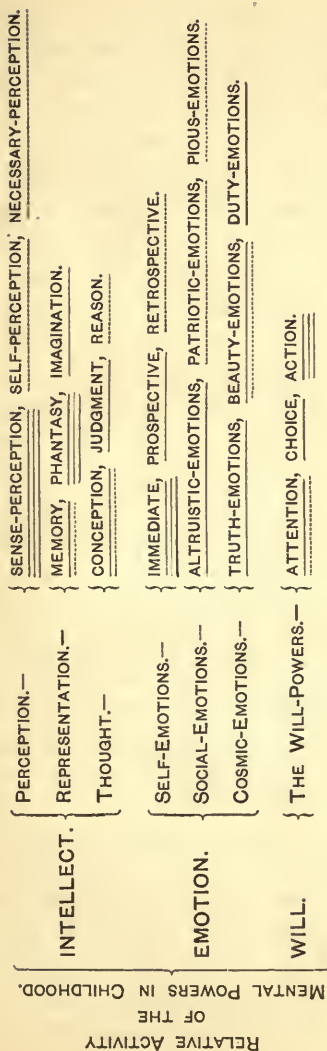 RELATIVE ACTIVITY
OF THE
MENTAL POWERS IN CHILDHOOD.
INTELLECT.
PERCEPTION.— SENSE-PERCEPTION, SELF-PERCEPTION, NECESSARY-PERCEPTION.
REPRESENTATION.— MEMORY, PHANTASY, IMAGINATION.
THOUGHT.— CONCEPTION, JUDGMENT, REASON.
EMOTION.
SELF-EMOTIONS.— IMMEDIATE, PROSPECTIVE, RETROSPECTIVE.
SOCIAL-EMOTIONS.— ALTRUISTIC-EMOTIONS, PATRIOTIC-EMOTIONS, PIOUS-EMOTIONS.
COSMIC-EMOTIONS.— TRUTH-EMOTIONS, BEAUTY-EMOTIONS, DUTY-EMOTIONS.
WILL.
THE WILL-POWERS.— ATTENTION, CHOICE, ACTION.